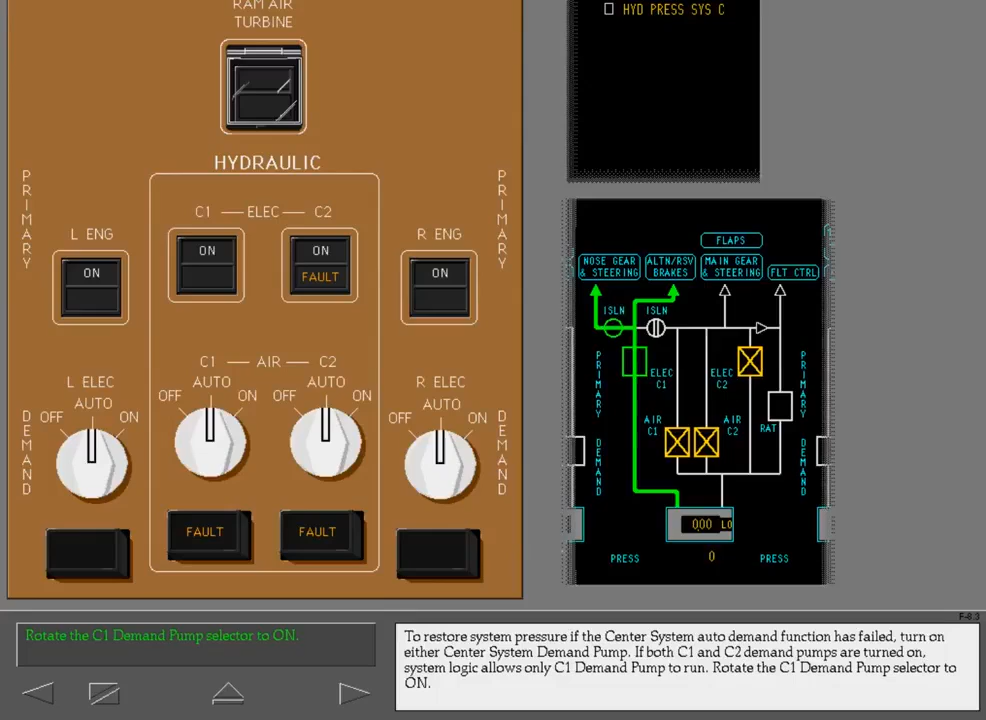 RAM AIR
TURBINE
HYDRAULIC
PRIMARY
PRIMARY
C1 ELEC C2
L ENG
ON
ON
ON
FAULT
R ENG
ON
C1 AIR C2
L ELEC
AUTO
OFF
ON
AUTO
OFF
ON
AUTO
OFF
ON
R ELEC
AUTO
OFF
ON
DEMAND
DEMAND
FAULT
FAULT
HYD PRESS SYS C
FLAPS
NOSE GEAR
& STEERING
ALTN/RSV
BRAKES
MAIN GEAR
& STEERING
FLT CTRL
ISLN
ISLN
PRIMARY
ELEC
C1
ELEC
C2
PRIMARY
AIR
C1
AIR
C2
RAT
DEMAND
DEMAND
0.00 LO
PRESS
0
PRESS
F-8.3
Rotate the C1 Demand Pump selector to ON.
To restore system pressure if the Center System auto demand function has failed, turn on
either Center System Demand Pump. If both C1 and C2 demand pumps are turned on,
system logic allows only C1 Demand Pump to run. Rotate the C1 Demand Pump selector to
ON.